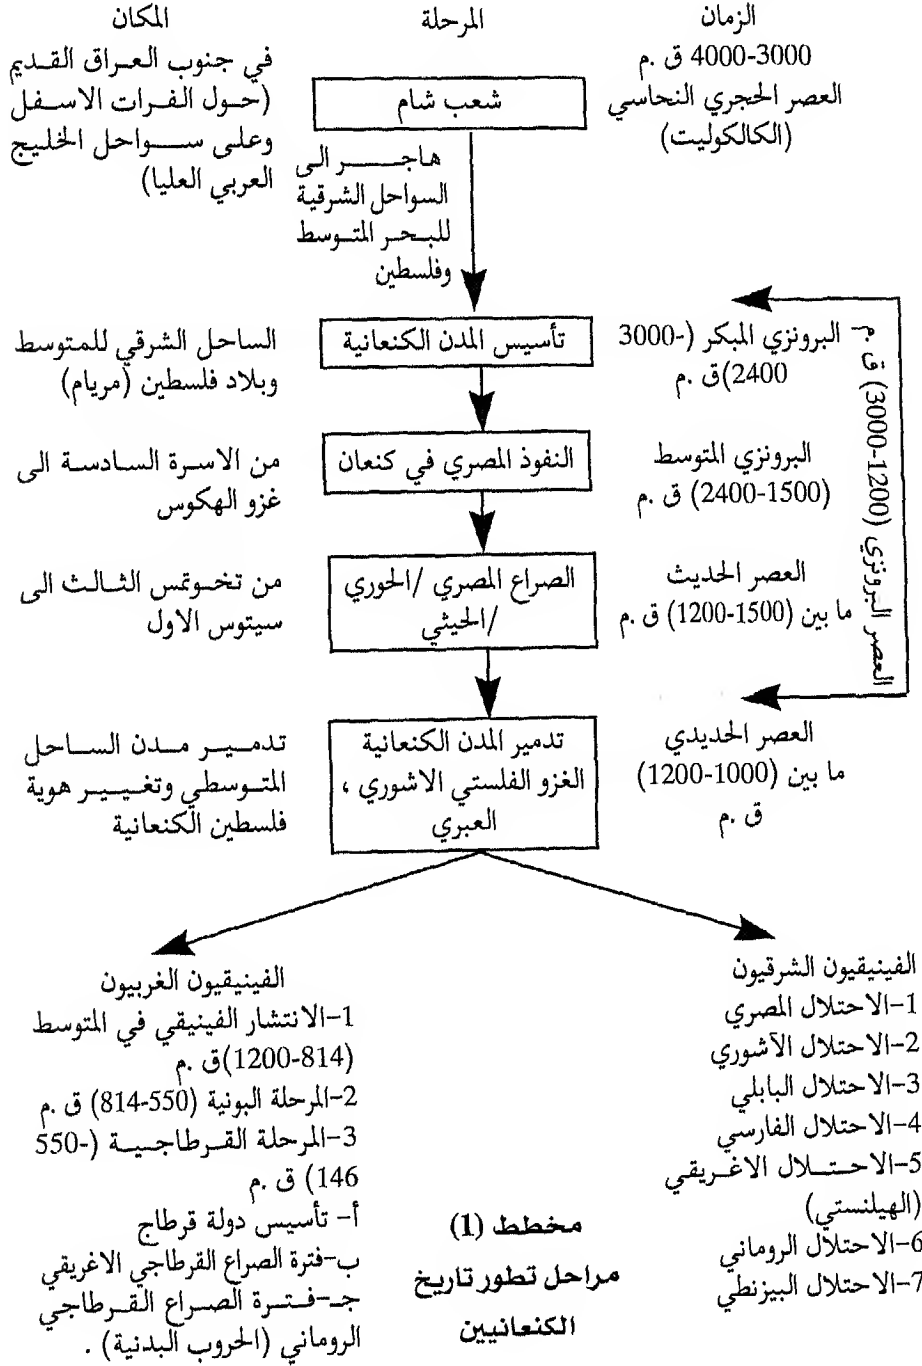 الزمان
المرحلة
المكان
4000-3000 ق .م
العصر الحجري النحاسي
(الكالكوليت)
شعب شام
في جنوب العراق القديم
(حول الفرات الاسفل
وعلى سواحل الخليج
العربي العليا)
هاجر الى
السواحل الشرقية
للبحر المتوسط
وفلسطين
العصر البرونزي (1200-3000) ق .م
البرونزي المبكر (-3000
2400)ق .م
تأسيس المدن الكنعانية
الساحل الشرقي للمتوسط
وبلاد فلسطين (مريام)
البرونزي المتوسط
(2400-1500) ق .م
النفوذ المصري في كنعان
من الاسرة السادسة الى
غزو الهكوس
العصر الحديث
ما بين (1500-1200) ق .م
الصراع المصري /الحوري
/الحيثي
من تخوتمس الثالث الى
سيتوس الاول
العصر الحديدي
ما بين (1000-1200)
ق .م
تدمير المدن الكنعانية
الغزو الفلستي الاشوري ،
العبري
تدمير مدن الساحل
المتوسطي وتغيير هوية
فلسطين الكنعانية
الفينيقيون الشرقيون
1-الاحتلال المصري
2-الاحتلال الآشوري
3-الاحتلال البابلي
4-الاحتلال الفارسي
5-الاحتلال الاغريقي
(الهيلنستي)
6-الاحتلال الروماني
7-الاحتلال البيزنطي
الفينيقيون الغربيون
1-الانتشار الفينيقي في المتوسط
(1200-814)ق .م
2-المرحلة البونية (550-814) ق .م
3-المرحلة القرطاجية (-550
146) ق .م
أ- تأسيس دولة قرطاج
ب-فترة الصراع القرطاجي الاغريقي
جـ-فترة الصراع القرطاجي
الروماني (الحروب البدنية) .
مخطط (1)
مراحل تطور تاريخ
الكنعانيين